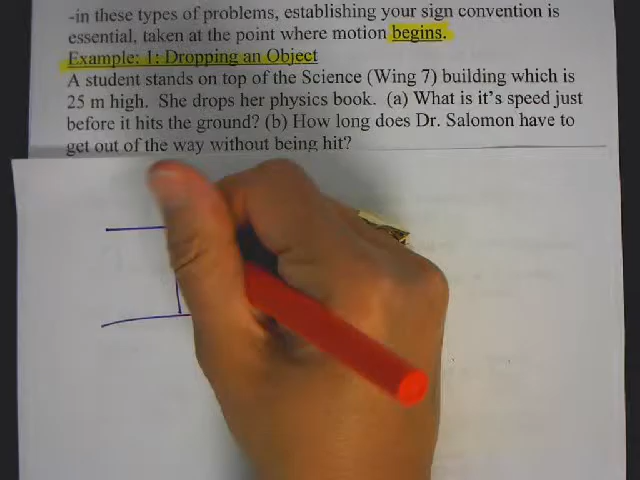 -in these types of problems, establishing your sign convention is
essential, taken at the point where motion begins.
Example: 1: Dropping an Object
A student stands on top of the Science (Wing 7) building which is
25 m high. She drops her physics book. (a) What is it's speed just
before it hits the ground? (b) How long does Dr. Salomon have to
get out of the way without being hit?